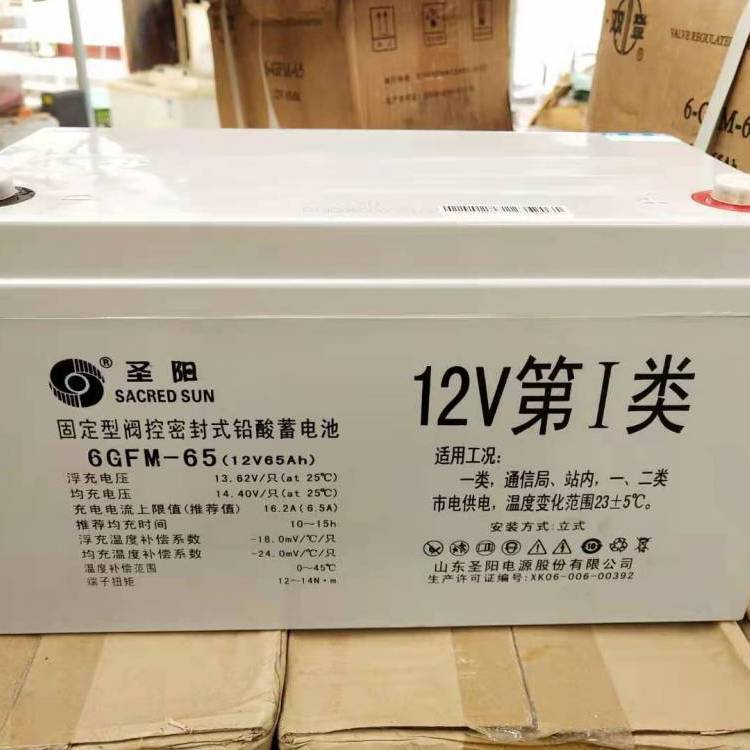 6GFM-65
双登
VALVE REGULATE
圣阳
®
SACRED SUN
固定型阀控密封式铅酸蓄电池
6GFM-65(12V65Ah)
浮充电压 13.62V/只(at 25℃)
均充电压 14.40V/只(at 25℃)
充电电流上限值(推荐值) 16.2A(6.5A)
推荐均充时间 10～15h
浮充温度补偿系数 -18.0mV/℃/只
均充温度补偿系数 -24.0mV/℃/只
温度补偿范围 0～45℃
端子扭矩 12～14N·m
12V第Ⅰ类
适用工况:
一类，通信局、站内，一、二类
市电供电，温度变化范围23±5℃。
安装方式:立式
山东圣阳电源股份有限公司
生产许可证编号:XK06-006-00392